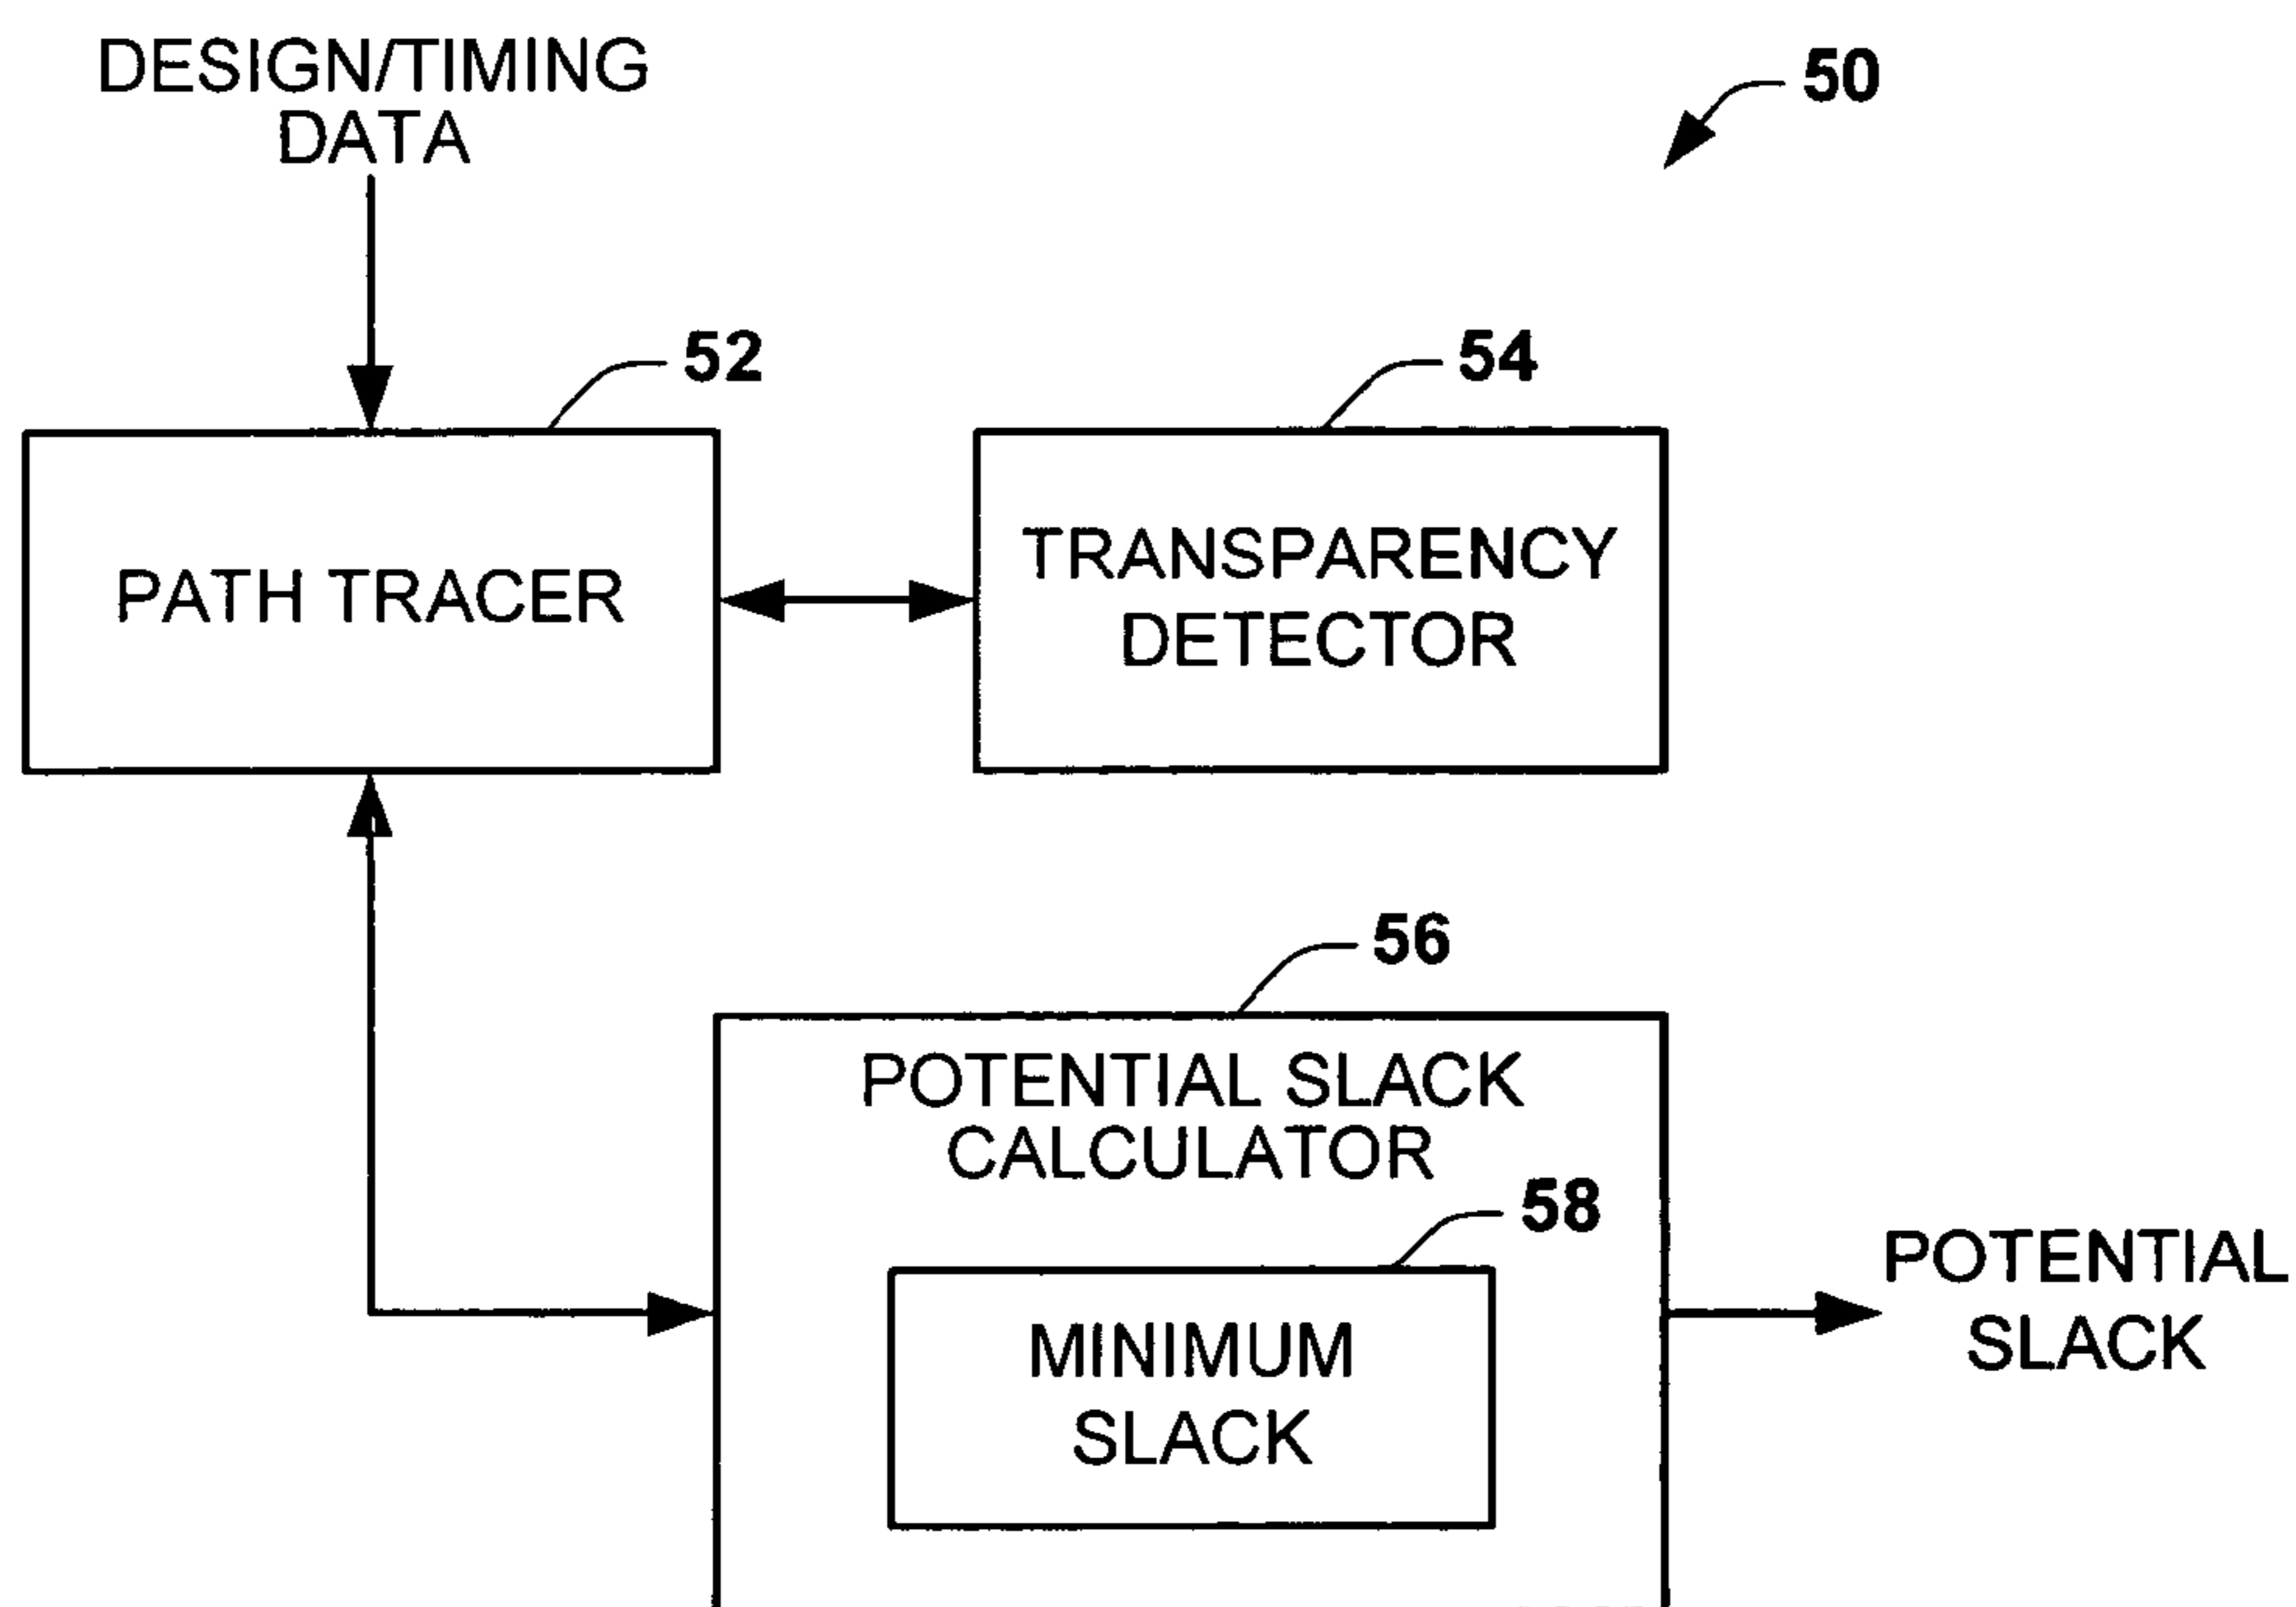 DESIGN/TIMING
DATA
50
52
54
PATH TRACER
TRANSPARENCY
DETECTOR
56
POTENTIAL SLACK
CALCULATOR
58
MINIMUM
SLACK
POTENTIAL
SLACK